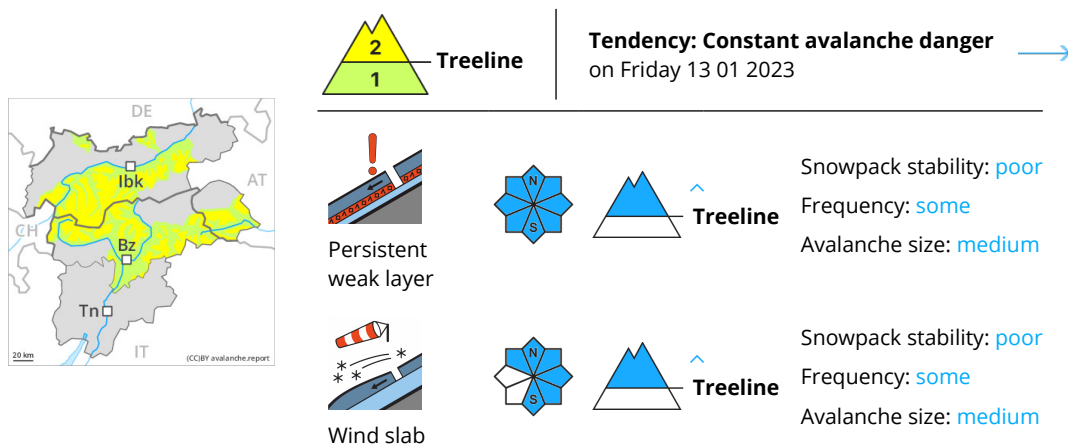 2
1
Treeline
Tendency: Constant avalanche danger
on Friday 13 01 2023
DE
Ibk
AT
CH
Bz
Tn
IT
20 km
(CC)BY avalanche.report
Persistent
weak layer
N
S
Treeline
Snowpack stability: poor
Frequency: some
Avalanche size: medium
Wind slab
N
S
Treeline
Snowpack stability: poor
Frequency: some
Avalanche size: medium